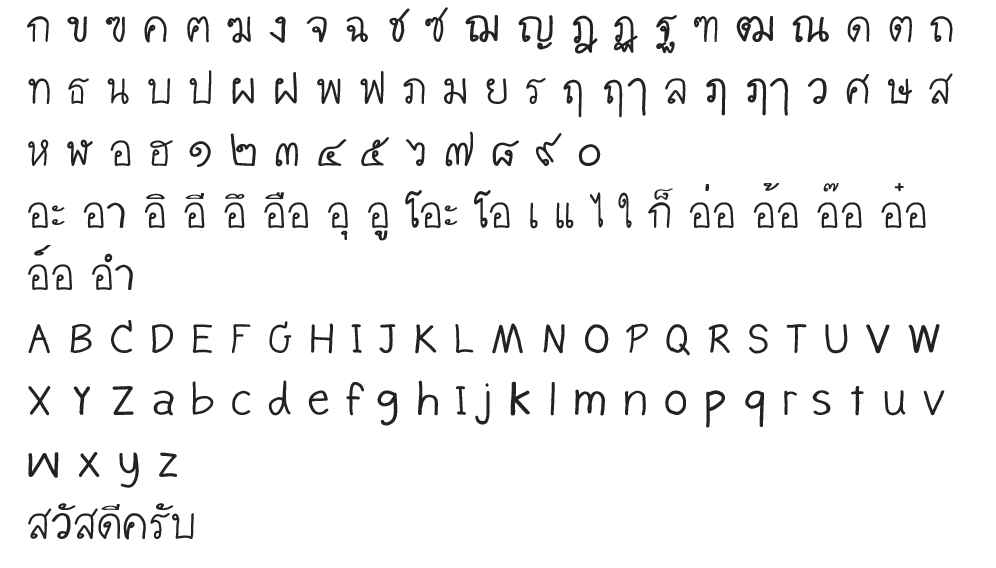 ก ข ฃ ค ฅ ฆ ง จ ฉ ช ซ ฌ ญ ฎ ฏ ฐ ฑ ฒ ณ ด ต ถ
ท ธ น บ ป ผ ฝ พ ฟ ภ ม ย ร ฤ ฤๅ ล ฦ ฦๅ ว ศ ษ ส
ห ฬ อ ฮ ๑ ๒ ๓ ๔ ๕ ๖ ๗ ๘ ๙ ๐
อะ อา อิ อี อึ อือ อุ อู โอะ โอ เ แ ไ ใ ก็ อ่อ อ้อ อ๊อ อ๋อ
อ์อ อำ
A B C D E F G H I J K L M N O P Q R S T U V W
X Y Z a b c d e f g h I j k l m n o p q r s t u v
w x y z
สวัสดีครับ